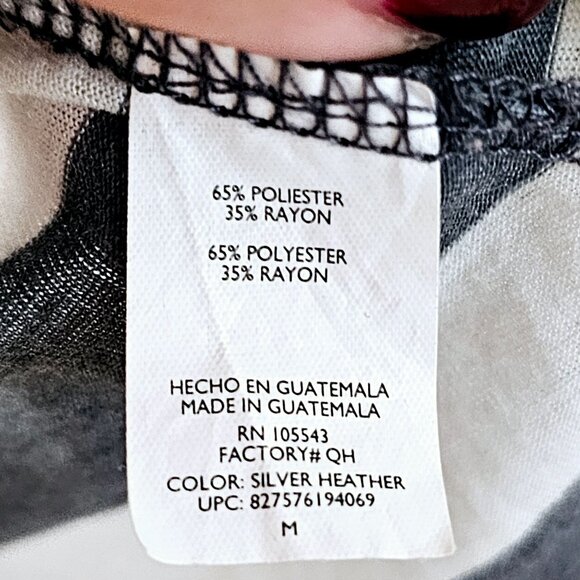 65% POLIESTER
35% RAYON
65% POLYESTER
35% RAYON
HECHO EN GUATEMALA
MADE IN GUATEMALA
RN 105543
FACTORY# QH
COLOR: SILVER HEATHER
UPC: 827576194069
M